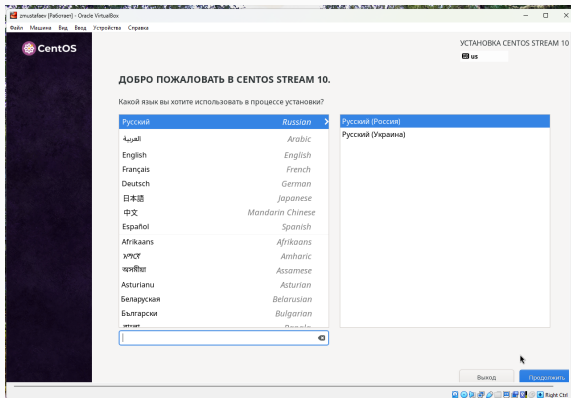 zmustafaev [Работает] - Oracle VirtualBox
Файл Машина Вид Ввод Устройства Справка
CentOS
УСТАНОВКА CENTOS STREAM 10
us
ДОБРО ПОЖАЛОВАТЬ В CENTOS STREAM 10.
Какой язык вы хотите использовать в процессе установки?
Русский Russian
العربية Arabic
English English
Français French
Deutsch German
日本語 Japanese
中文 Mandarin Chinese
Español Spanish
Afrikaans Afrikaans
አማርኛ Amharic
অসমীয়া Assamese
Asturianu Asturian
Беларуская Belarusian
Български Bulgarian
Русский (Россия)
Русский (Украина)
Выход
Продолжить
Right Ctrl